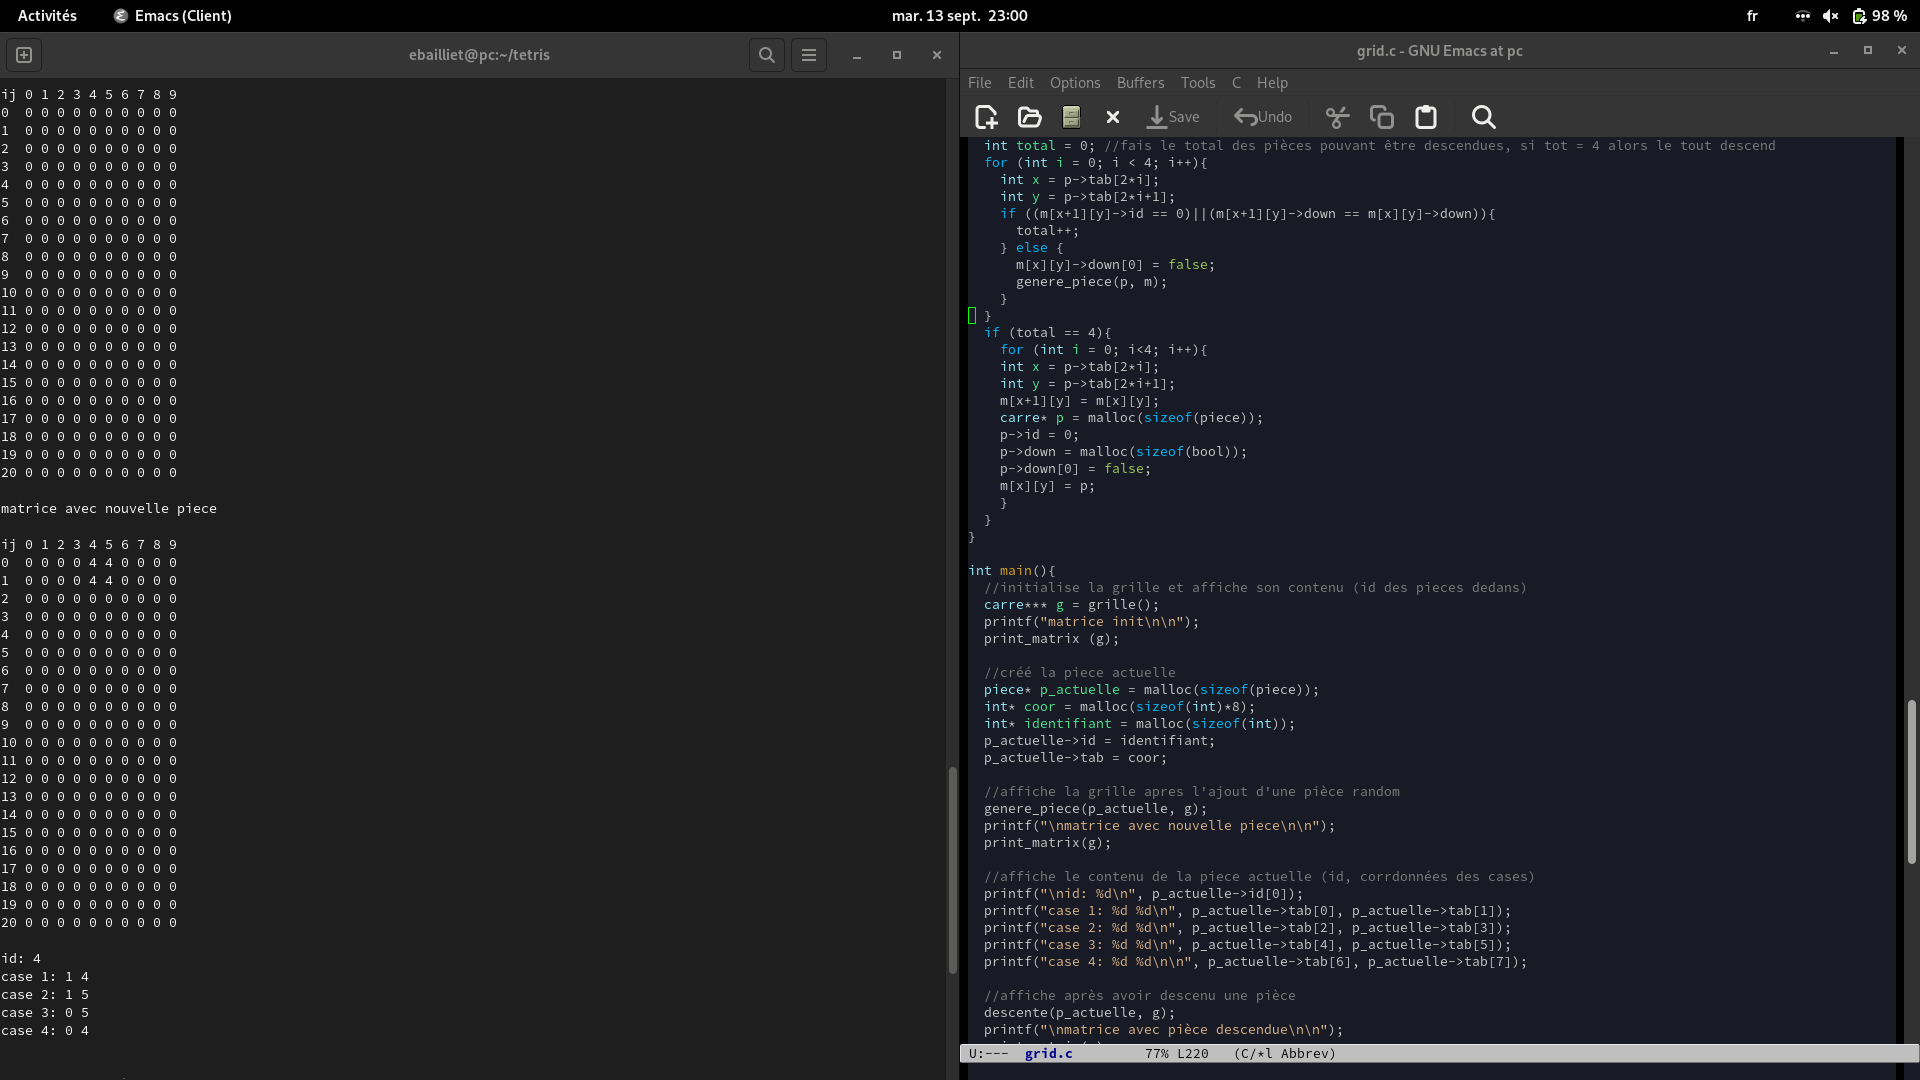 Activités
Emacs (Client)
mar. 13 sept. 23:00
fr
98 %
ebailliet@pc:~/tetris
ij 0 1 2 3 4 5 6 7 8 9
0 0 0 0 0 0 0 0 0 0 0
1 0 0 0 0 0 0 0 0 0 0
2 0 0 0 0 0 0 0 0 0 0
3 0 0 0 0 0 0 0 0 0 0
4 0 0 0 0 0 0 0 0 0 0
5 0 0 0 0 0 0 0 0 0 0
6 0 0 0 0 0 0 0 0 0 0
7 0 0 0 0 0 0 0 0 0 0
8 0 0 0 0 0 0 0 0 0 0
9 0 0 0 0 0 0 0 0 0 0
10 0 0 0 0 0 0 0 0 0 0
11 0 0 0 0 0 0 0 0 0 0
12 0 0 0 0 0 0 0 0 0 0
13 0 0 0 0 0 0 0 0 0 0
14 0 0 0 0 0 0 0 0 0 0
15 0 0 0 0 0 0 0 0 0 0
16 0 0 0 0 0 0 0 0 0 0
17 0 0 0 0 0 0 0 0 0 0
18 0 0 0 0 0 0 0 0 0 0
19 0 0 0 0 0 0 0 0 0 0
20 0 0 0 0 0 0 0 0 0 0
matrice avec nouvelle piece
ij 0 1 2 3 4 5 6 7 8 9
0 0 0 0 0 4 4 0 0 0 0
1 0 0 0 0 4 4 0 0 0 0
2 0 0 0 0 0 0 0 0 0 0
3 0 0 0 0 0 0 0 0 0 0
4 0 0 0 0 0 0 0 0 0 0
5 0 0 0 0 0 0 0 0 0 0
6 0 0 0 0 0 0 0 0 0 0
7 0 0 0 0 0 0 0 0 0 0
8 0 0 0 0 0 0 0 0 0 0
9 0 0 0 0 0 0 0 0 0 0
10 0 0 0 0 0 0 0 0 0 0
11 0 0 0 0 0 0 0 0 0 0
12 0 0 0 0 0 0 0 0 0 0
13 0 0 0 0 0 0 0 0 0 0
14 0 0 0 0 0 0 0 0 0 0
15 0 0 0 0 0 0 0 0 0 0
16 0 0 0 0 0 0 0 0 0 0
17 0 0 0 0 0 0 0 0 0 0
18 0 0 0 0 0 0 0 0 0 0
19 0 0 0 0 0 0 0 0 0 0
20 0 0 0 0 0 0 0 0 0 0
id: 4
case 1: 1 4
case 2: 1 5
case 3: 0 5
case 4: 0 4
grid.c - GNU Emacs at pc
File Edit Options Buffers Tools C Help
Save Undo
int total = 0; //fais le total des pièces pouvant être descendues, si tot = 4 alors le tout descend
for (int i = 0; i < 4; i++){
int x = p->tab[2*i];
int y = p->tab[2*i+1];
if ((m[x+1][y]->id == 0)||(m[x+1][y]->down == m[x][y]->down)){
total++;
} else {
m[x][y]->down[0] = false;
genere_piece(p, m);
}
}
if (total == 4){
for (int i = 0; i<4; i++){
int x = p->tab[2*i];
int y = p->tab[2*i+1];
m[x+1][y] = m[x][y];
carre* p = malloc(sizeof(piece));
p->id = 0;
p->down = malloc(sizeof(bool));
p->down[0] = false;
m[x][y] = p;
}
}
}
int main(){
//initialise la grille et affiche son contenu (id des pieces dedans)
carre*** g = grille();
printf("matrice init\n\n");
print_matrix (g);
//créé la piece actuelle
piece* p_actuelle = malloc(sizeof(piece));
int* coor = malloc(sizeof(int)*8);
int* identifiant = malloc(sizeof(int));
p_actuelle->id = identifiant;
p_actuelle->tab = coor;
//affiche la grille apres l'ajout d'une pièce random
genere_piece(p_actuelle, g);
printf("\nmatrice avec nouvelle piece\n\n");
print_matrix(g);
//affiche le contenu de la piece actuelle (id, corrdonnées des cases)
printf("\nid: %d\n", p_actuelle->id[0]);
printf("case 1: %d %d\n", p_actuelle->tab[0], p_actuelle->tab[1]);
printf("case 2: %d %d\n", p_actuelle->tab[2], p_actuelle->tab[3]);
printf("case 3: %d %d\n", p_actuelle->tab[4], p_actuelle->tab[5]);
printf("case 4: %d %d\n\n", p_actuelle->tab[6], p_actuelle->tab[7]);
//affiche après avoir descenu une pièce
descente(p_actuelle, g);
printf("\nmatrice avec pièce descendue\n\n");
U:--- grid.c 77% L220 (C/*l Abbrev)